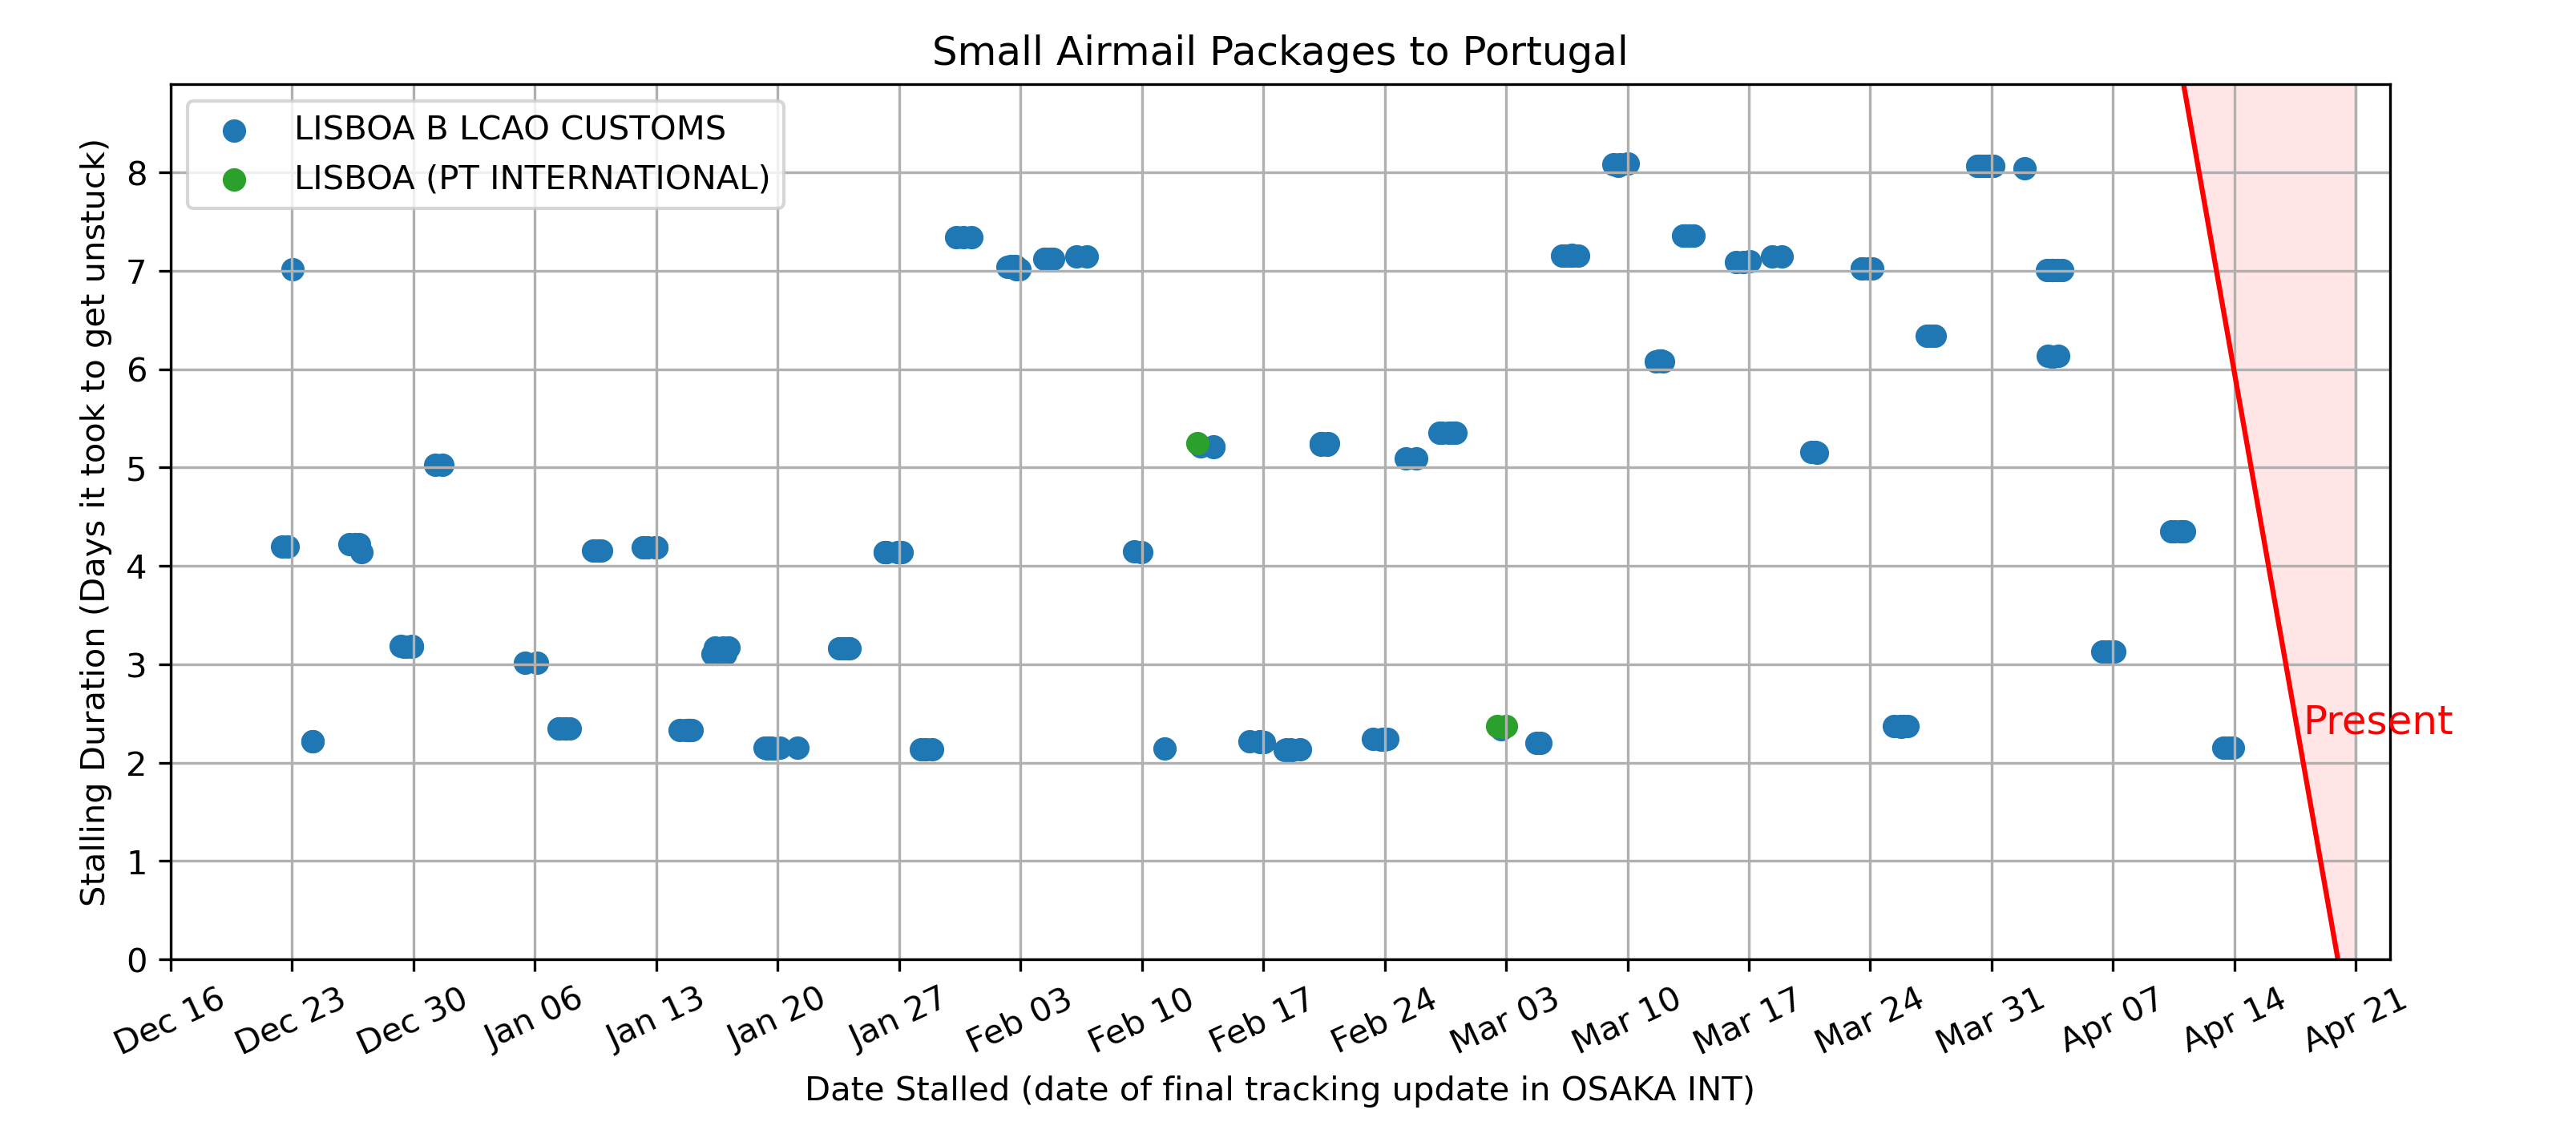 Small Airmail Packages to Portugal
LISBOA B LCAO CUSTOMS
LISBOA (PT INTERNATIONAL)
Stalling Duration (Days it took to get unstuck)
8
7
6
5
4
3
2
1
0
Present
Dec 16
Dec 23
Dec 30
Jan 06
Jan 13
Jan 20
Jan 27
Feb 03
Feb 10
Feb 17
Feb 24
Mar 03
Mar 10
Mar 17
Mar 24
Mar 31
Apr 07
Apr 14
Apr 21
Date Stalled (date of final tracking update in OSAKA INT)